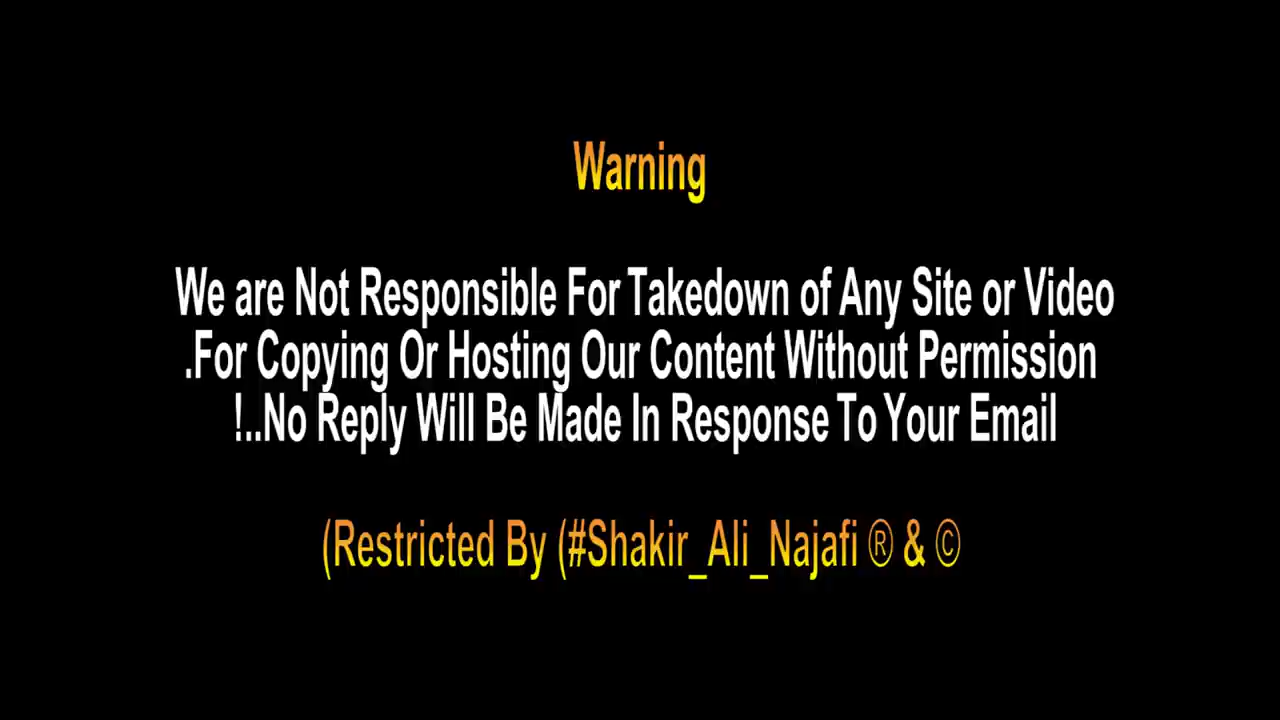 Warning
We are Not Responsible For Takedown of Any Site or Video
.For Copying Or Hosting Our Content Without Permission
!..No Reply Will Be Made In Response To Your Email
(Restricted By (#Shakir_Ali_Najafi ® & ©